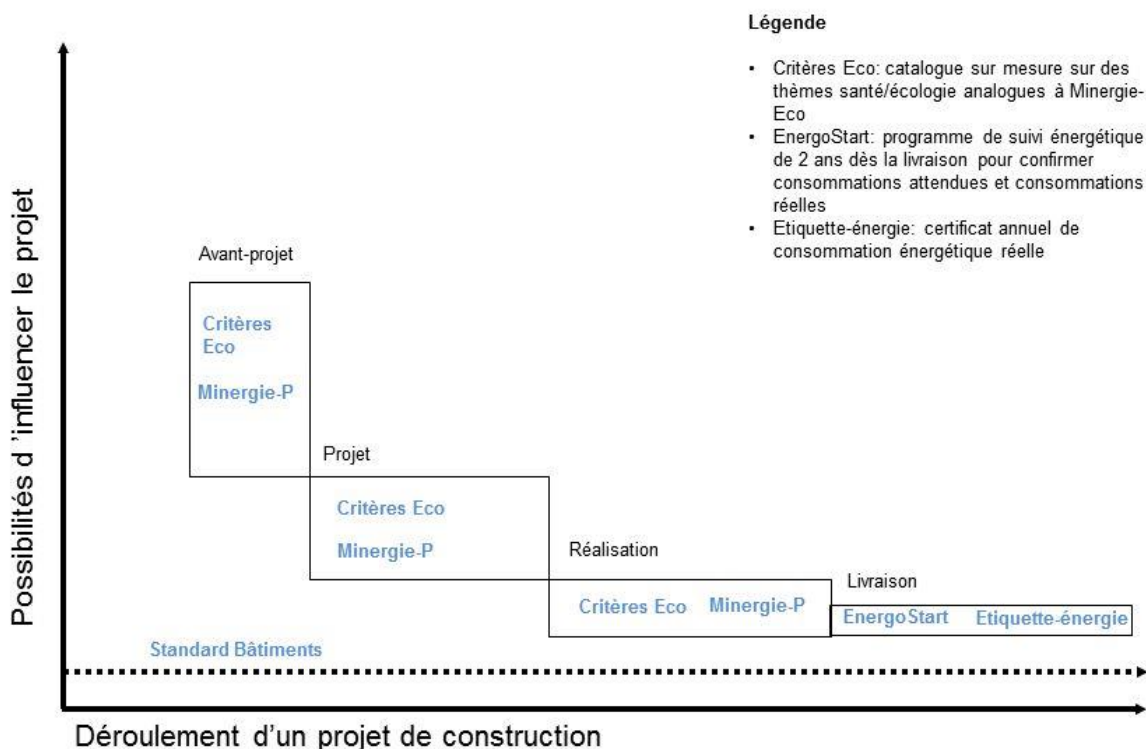 Légende
• Critères Eco: catalogue sur mesure sur des
thèmes santé/écologie analogues à Minergie-
Eco
• EnergoStart: programme de suivi énergétique
de 2 ans dès la livraison pour confirmer
consommations attendues et consommations
réelles
• Etiquette-énergie: certificat annuel de
consommation énergétique réelle
Possibilités d 'influencer le projet
Avant-projet
Critères
Eco
Minergie-P
Projet
Critères Eco
Minergie-P
Réalisation
Critères Eco
Minergie-P
Livraison
EnergoStart
Etiquette-énergie
Standard Bâtiments
Déroulement d'un projet de construction